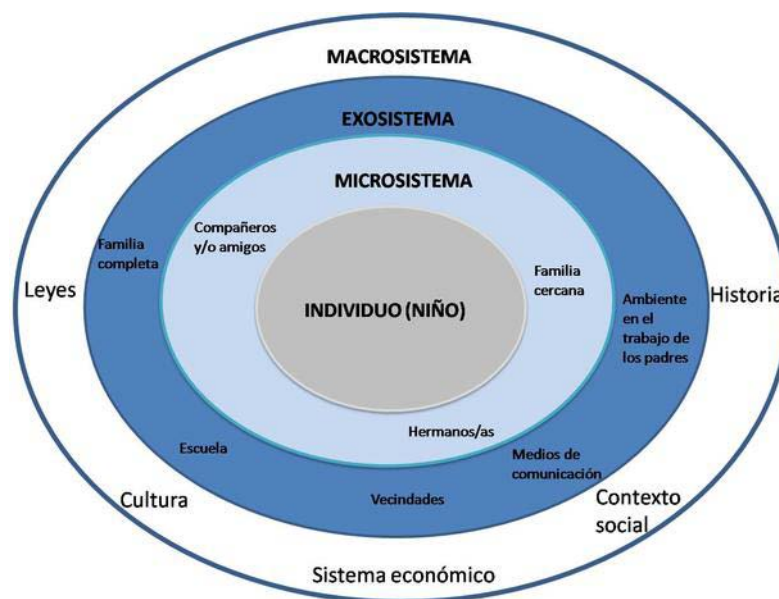 MACROSISTEMA
EXOSISTEMA
MICROSISTEMA
Compañeros
y/o amigos
Familia
completa
Familia
cercana
Leyes
INDIVIDUO (NIÑO)
Ambiente
en el
trabajo de
los padres
Historia
Hermanos/as
Escuela
Medios de
comunicación
Cultura
Vecindades
Contexto
social
Sistema económico